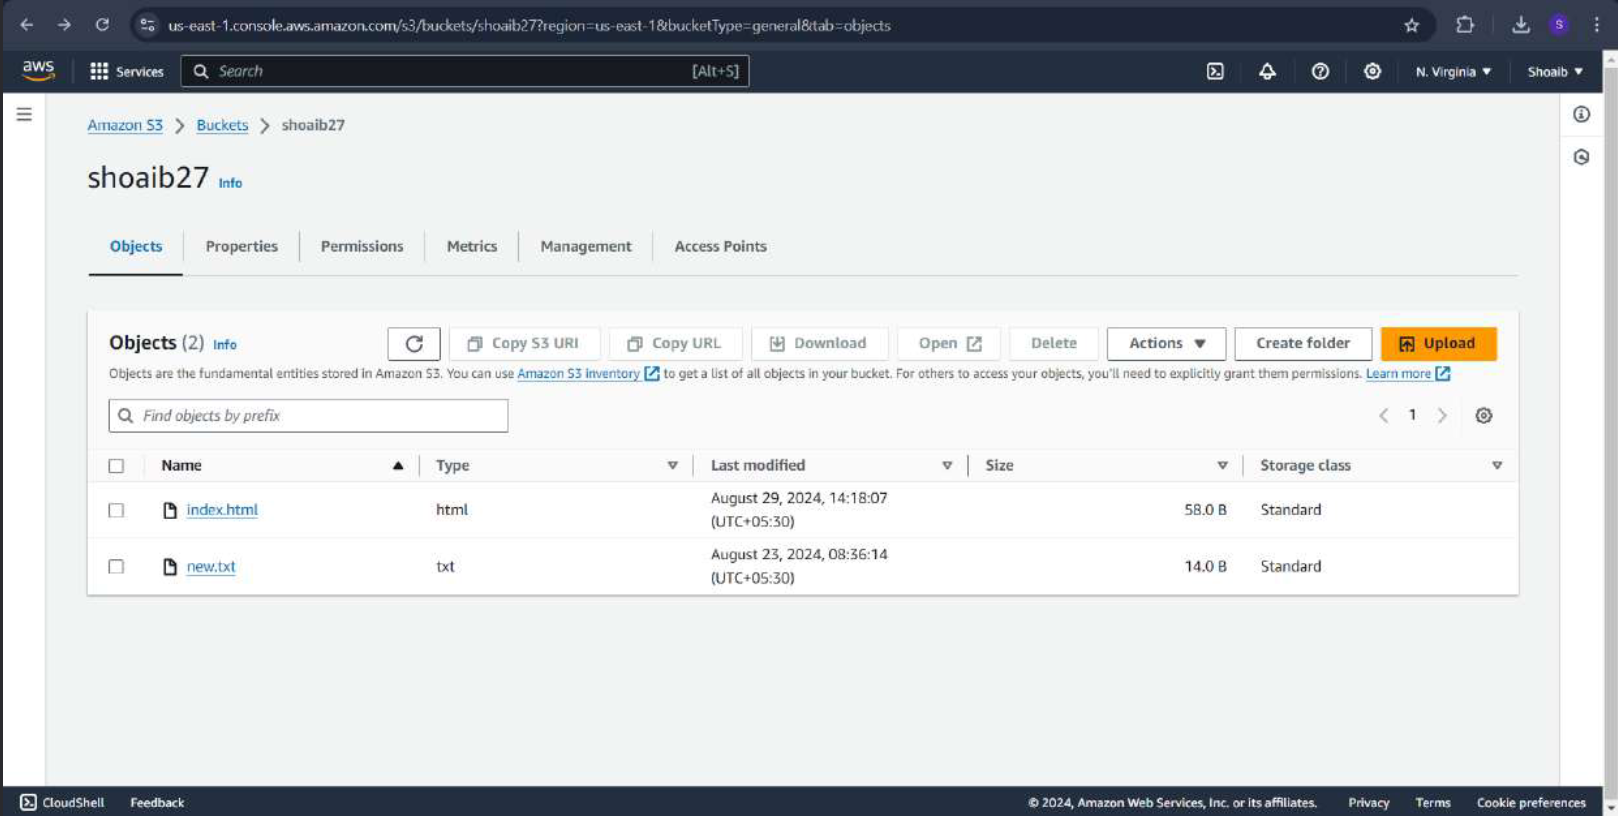 us-east-1.console.aws.amazon.com/s3/buckets/shoaib27?region=us-east-1&bucketType=general&tab=objects
S
aws
Services
Search
[Alt+S]
N. Virginia
Shoaib
Amazon S3 > Buckets > shoaib27
shoaib27 Info
Objects
Properties
Permissions
Metrics
Management
Access Points
Objects (2) Info
Copy S3 URI
Copy URL
Download
Open
Delete
Actions
Create folder
Upload
Objects are the fundamental entities stored in Amazon S3. You can use Amazon S3 inventory to get a list of all objects in your bucket. For others to access your objects, you'll need to explicitly grant them permissions. Learn more
Find objects by prefix
1
Name
Type
Last modified
Size
Storage class
index.html
html
August 29, 2024, 14:18:07
(UTC+05:30)
58.0 B
Standard
new.txt
txt
August 23, 2024, 08:36:14
(UTC+05:30)
14.0 B
Standard
CloudShell
Feedback
© 2024, Amazon Web Services, Inc. or its affiliates.
Privacy
Terms
Cookie preferences